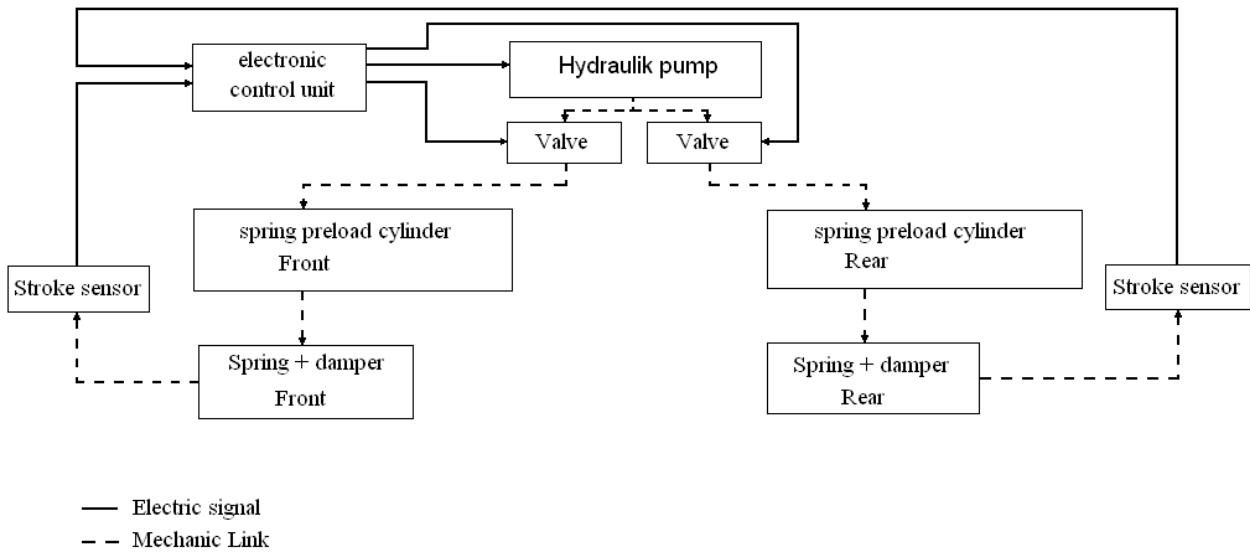 electronic
control unit
Hydraulik pump
Valve
Valve
spring preload cylinder
Front
spring preload cylinder
Rear
Stroke sensor
Stroke sensor
Spring + damper
Front
Spring + damper
Rear
Electric signal
Mechanic Link